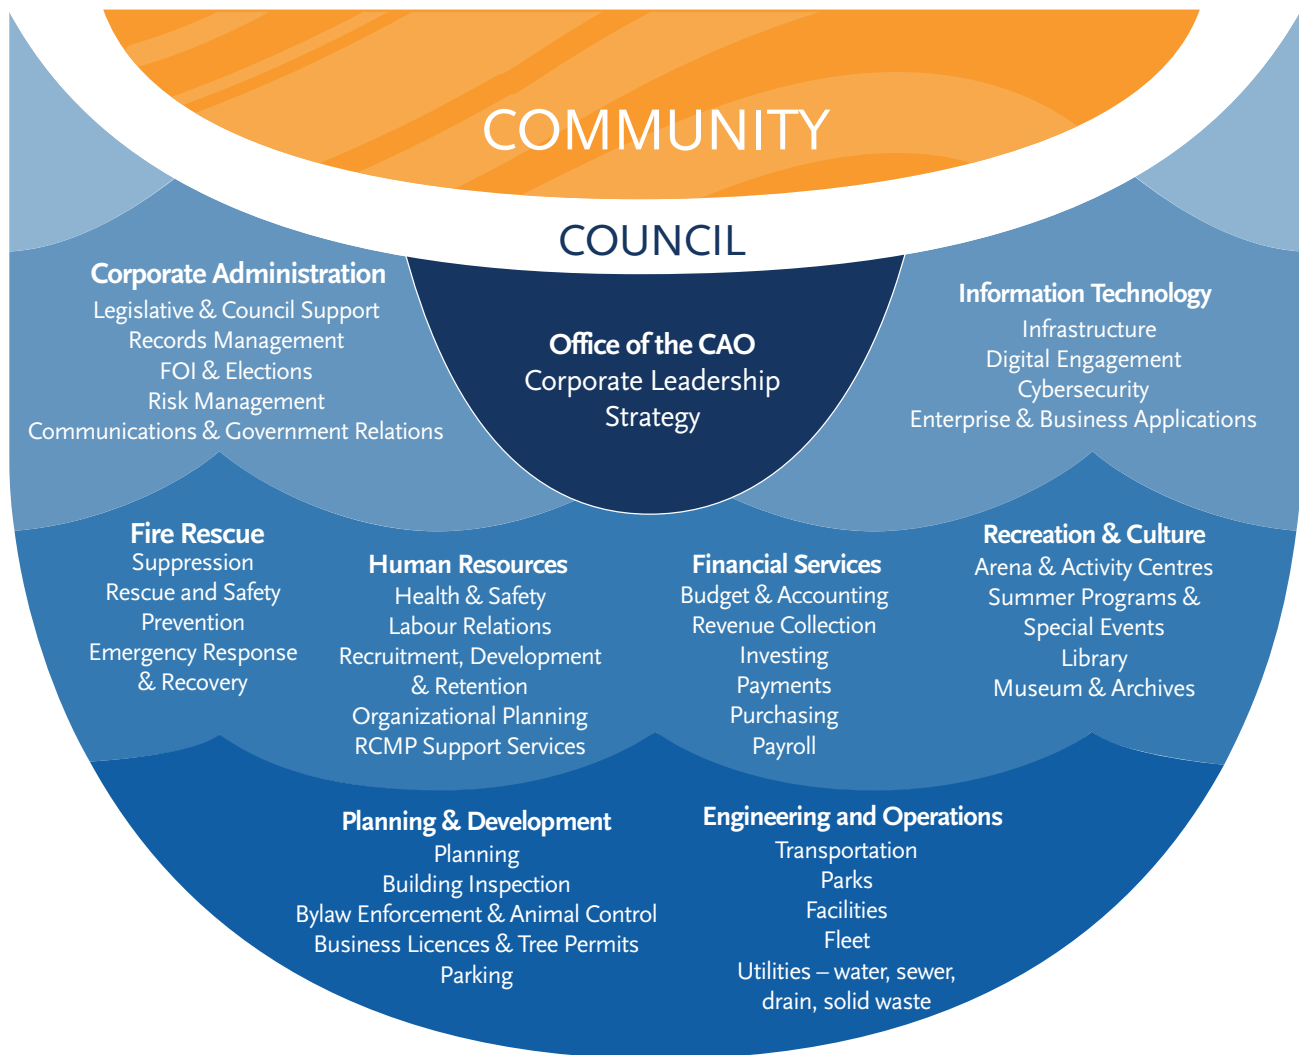 COMMUNITY
COUNCIL
Corporate Administration
Legislative & Council Support
Records Management
FOI & Elections
Risk Management
Communications & Government Relations
Office of the CAO
Corporate Leadership
Strategy
Information Technology
Infrastructure
Digital Engagement
Cybersecurity
Enterprise & Business Applications
Fire Rescue
Suppression
Rescue and Safety
Prevention
Emergency Response
& Recovery
Human Resources
Health & Safety
Labour Relations
Recruitment, Development
& Retention
Organizational Planning
RCMP Support Services
Financial Services
Budget & Accounting
Revenue Collection
Investing
Payments
Purchasing
Payroll
Recreation & Culture
Arena & Activity Centres
Summer Programs &
Special Events
Library
Museum & Archives
Planning & Development
Planning
Building Inspection
Bylaw Enforcement & Animal Control
Business Licences & Tree Permits
Parking
Engineering and Operations
Transportation
Parks
Facilities
Fleet
Utilities – water, sewer,
drain, solid waste